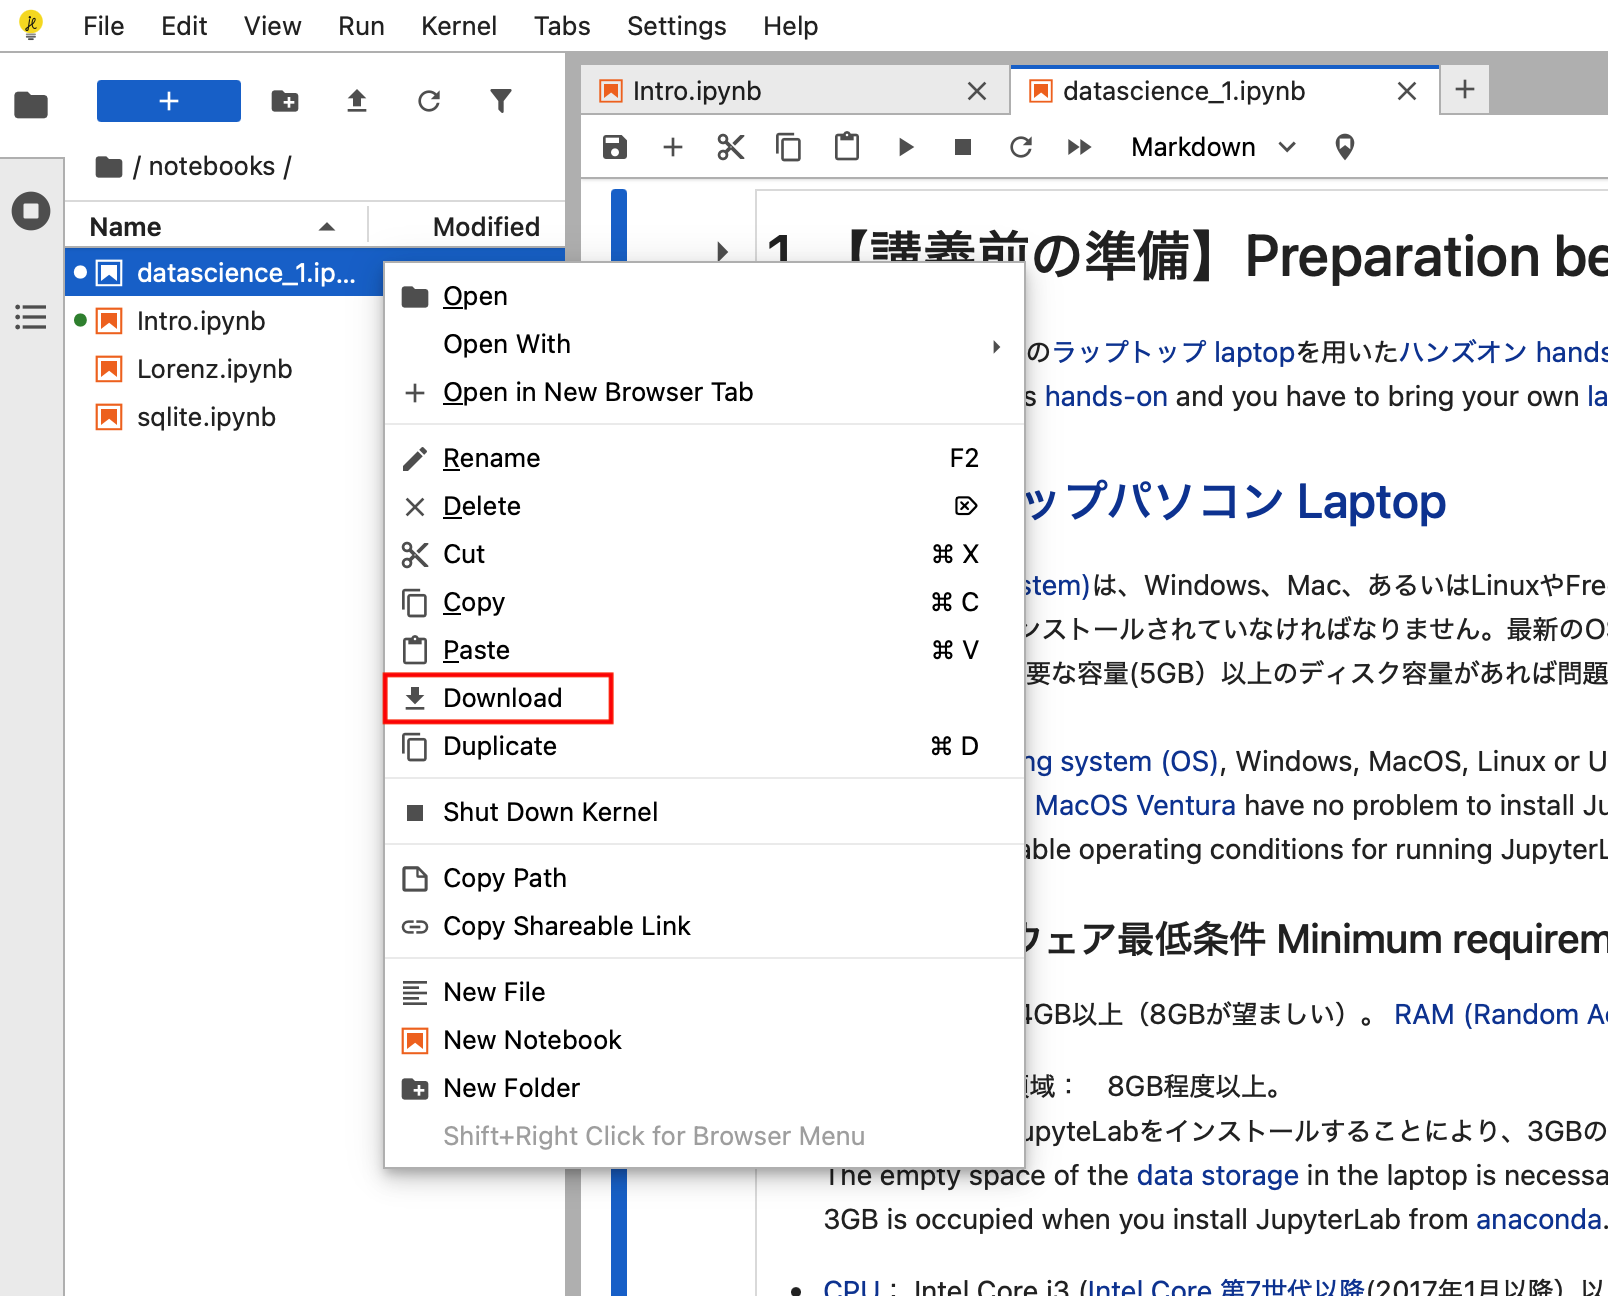 File Edit View Run Kernel Tabs Settings Help
Intro.ipynb
datascience_1.ipynb
Markdown
/ notebooks /
Name Modified
datascience_1.ip...
Intro.ipynb
Lorenz.ipynb
sqlite.ipynb
Open
Open With
Open in New Browser Tab
Rename F2
Delete
Cut ⌘ X
Copy ⌘ C
Paste ⌘ V
Download
Duplicate ⌘ D
Shut Down Kernel
Copy Path
Copy Shareable Link
New File
New Notebook
New Folder
Shift+Right Click for Browser Menu
1 【講義前の準備】Preparation be
のラップトップ laptopを用いたハンズオン hands
s hands-on and you have to bring your own la
ップパソコン Laptop
stem)は、Windows、Mac、あるいはLinuxやFre
ンストールされていなければなりません。最新のOS
要な容量(5GB）以上のディスク容量があれば問題
ng system (OS), Windows, MacOS, Linux or U
MacOS Ventura have no problem to install Ju
able operating conditions for running JupyterL
ウェア最低条件 Minimum requirem
4GB以上（8GBが望ましい）。 RAM (Random Ac
域： 8GB程度以上。
upyteLabをインストールすることにより、3GBの
The empty space of the data storage in the laptop is necessa
3GB is occupied when you install JupyterLab from anaconda.
CPU： Intel Core i3 (Intel Core 第7世代以降(2017年1月以降）以